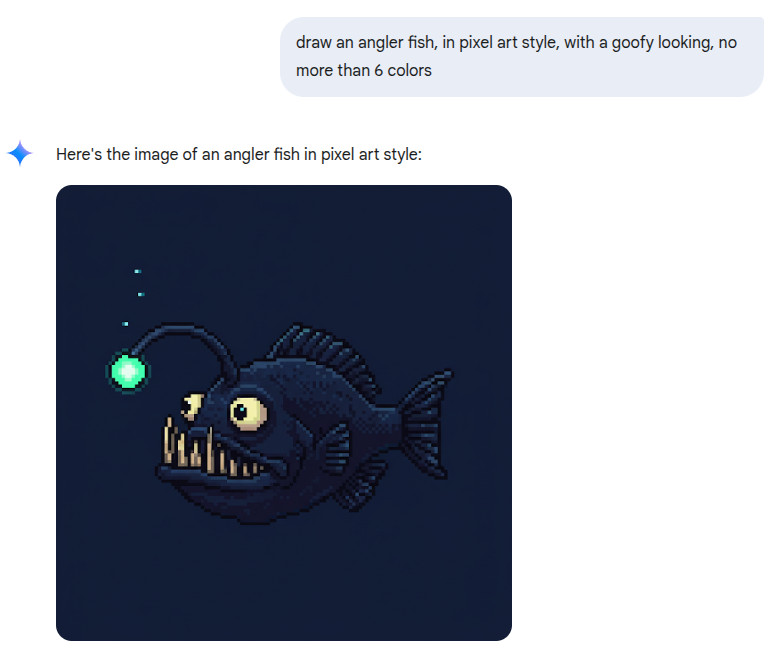 draw an angler fish, in pixel art style, with a goofy looking, no
more than 6 colors
Here's the image of an angler fish in pixel art style: